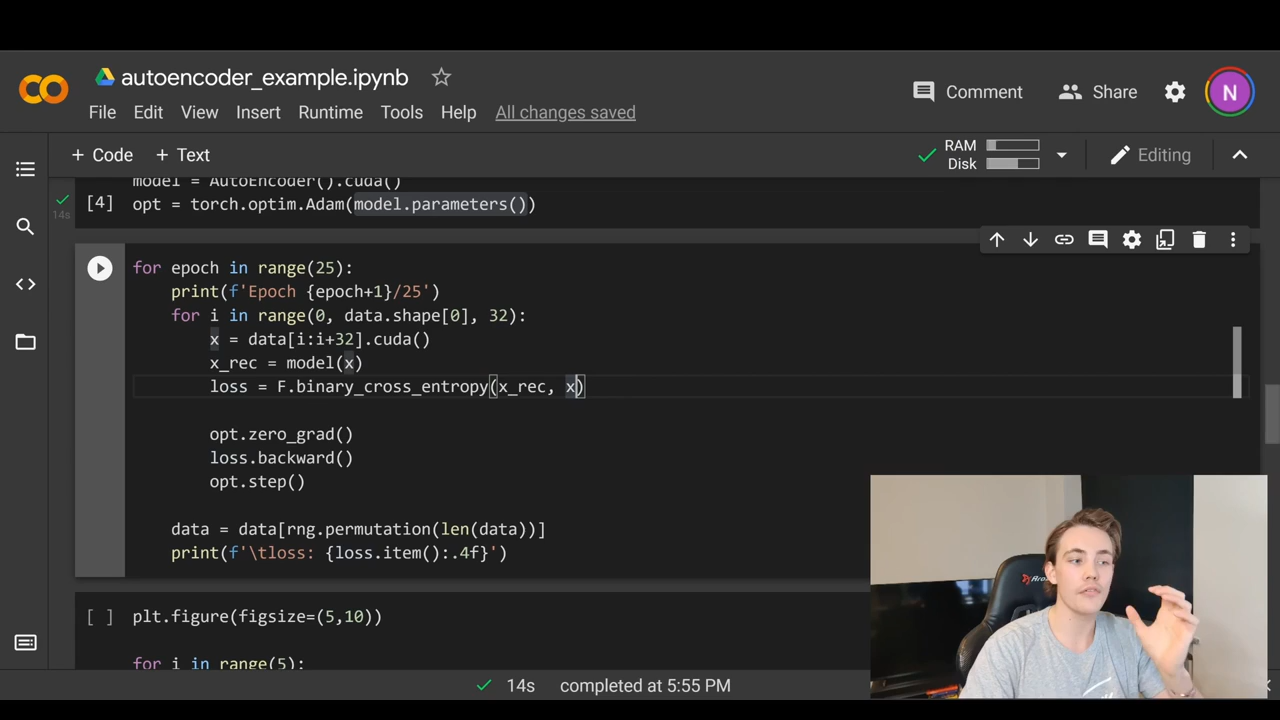 autoencoder_example.ipynb
File Edit View Insert Runtime Tools Help All changes saved
Comment Share N
+ Code + Text
RAM
Disk
Editing
model = AutoEncoder().cuda()
[4] opt = torch.optim.Adam(model.parameters())
14s
for epoch in range(25):
print(f'Epoch {epoch+1}/25')
for i in range(0, data.shape[0], 32):
x = data[i:i+32].cuda()
x_rec = model(x)
loss = F.binary_cross_entropy(x_rec, x)
opt.zero_grad()
loss.backward()
opt.step()
data = data[rng.permutation(len(data))]
print(f'\tloss: {loss.item():.4f}')
[ ] plt.figure(figsize=(5,10))
for i in range(5):
14s completed at 5:55 PM